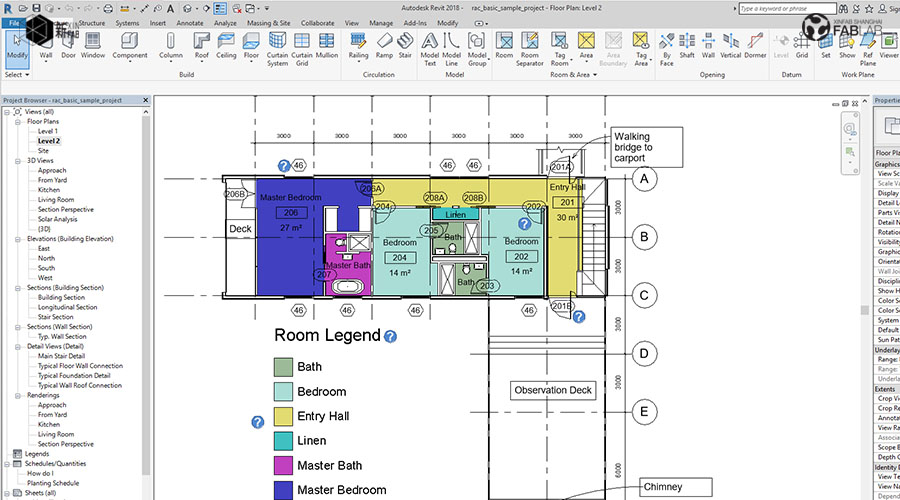 Autodesk Revit 2018 - rac_basic_sample_project - Floor Plan: Level 2
Type a keyword or phrase
Sign In
File
Structure
Systems
Insert
Annotate
Analyze
Massing & Site
Collaborate
View
Manage
Add-Ins
Modify
XINFAB SHANGHAI
FABLAB
Modify
Wall
Door
Window
Component
Column
Roof
Ceiling
Floor
Curtain System
Curtain Grid
Mullion
Railing
Ramp
Stair
Model Text
Model Line
Model Group
Room
Room Separator
Tag Room
Area
Area Boundary
Tag Area
By Face
Shaft
Wall
Vertical
Dormer
Level
Grid
Set
Show
Ref Plane
Viewer
Select
Build
Circulation
Model
Room & Area
Opening
Datum
Work Plane
Project Browser - rac_basic_sample_project
Views (all)
Floor Plans
Level 1
Level 2
Site
3D Views
Approach
From Yard
Kitchen
Living Room
Section Perspective
Solar Analysis
{3D}
Elevations (Building Elevation)
East
North
South
West
Sections (Building Section)
Building Section
Longitudinal Section
Stair Section
Sections (Wall Section)
Typ. Wall Section
Detail Views (Detail)
Main Stair Detail
Typical Floor Wall Connection
Typical Foundation Detail
Typical Wall Roof Connection
Renderings
Approach
From Yard
Kitchen
Living Room
Section Perspective
Legends
Schedules/Quantities
How do I
Planting Schedule
Sheets (all)
3000
3000
3000
3000
3000
Walking bridge to carport
201A
46
46
46
A
B
C
D
E
206B
206A
Master Bedroom
206
27 m²
Deck
204
208A
208B
Linen
202
Entry Hall
201
30 m²
205
Bath
Bedroom
204
14 m²
Bedroom
202
14 m²
Master Bath
207
Bath
203
201B
46
46
46
46
3000
3000
3000
3000
6000
Observation Deck
Chimney
Room Legend
Bath
Bedroom
Entry Hall
Linen
Master Bath
Master Bedroom
Properties
Floor Plan
Graphics
View Sc
Scale Va
Display
Detail L
Parts Vi
Detail N
Rotation
Visibility
Graphic
Orienta
Wall Join
Disciplin
Show H
Color Sc
Color Sc
System
Default
Sun Pat
Underlay
Range:
Extents
Crop Vi
Crop Re
Annota
View Ra
Associa
Scope B
Depth C
Identity D
View Te
View N
Depend